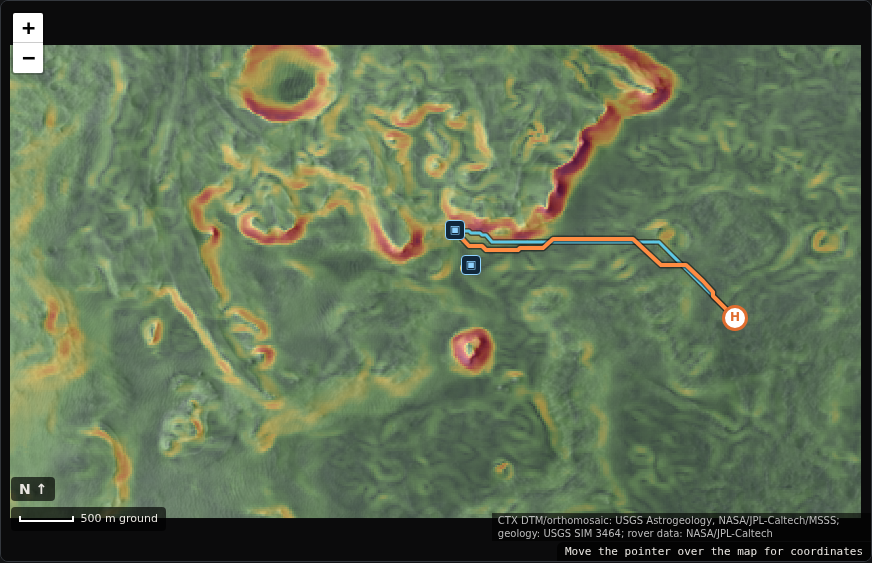 +
−
H
N ↑
500 m ground
CTX DTM/orthomosaic: USGS Astrogeology, NASA/JPL-Caltech/MSSS;
geology: USGS SIM 3464; rover data: NASA/JPL-Caltech
Move the pointer over the map for coordinates